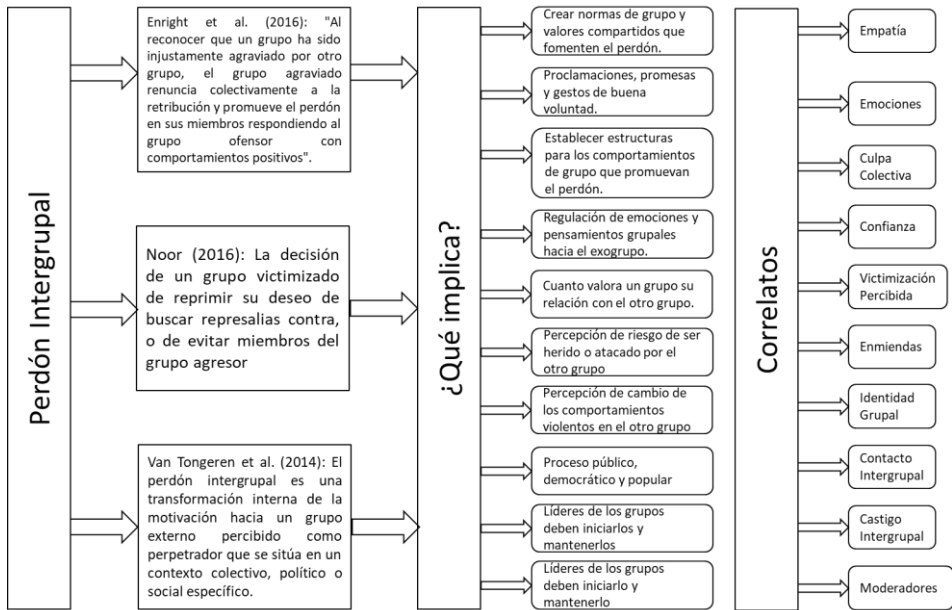 Perdón Intergrupal
Enright et al. (2016): "Al
reconocer que un grupo ha sido
injustamente agraviado por otro
grupo, el grupo agraviado
renuncia colectivamente a la
retribución y promueve el perdón
en sus miembros respondiendo al
grupo ofensor con
comportamientos positivos".
Noor (2016): La decisión
de un grupo victimizado
de reprimir su deseo de
buscar represalias contra,
o de evitar miembros del
grupo agresor
Van Tongeren et al. (2014): El
perdón intergrupal es una
transformación interna de la
motivación hacia un grupo
externo percibido como
perpetrador que se sitúa en un
contexto colectivo, político o
social específico.
¿Qué implica?
Crear normas de grupo y
valores compartidos que
fomenten el perdón.
Proclamaciones, promesas
y gestos de buena
voluntad.
Establecer estructuras
para los comportamientos
de grupo que promuevan
el perdón.
Regulación de emociones y
pensamientos grupales
hacia el exogrupo.
Cuanto valora un grupo su
relación con el otro grupo.
Percepción de riesgo de ser
herido o atacado por el
otro grupo
Percepción de cambio de
los comportamientos
violentos en el otro grupo
Proceso público,
democrático y popular
Líderes de los grupos
deben iniciarlos y
mantenerlos
Líderes de los grupos
deben iniciarlo y
mantenerlo
Correlatos
Empatía
Emociones
Culpa
Colectiva
Confianza
Victimización
Percibida
Enmiendas
Identidad
Grupal
Contacto
Intergrupal
Castigo
Intergrupal
Moderadores